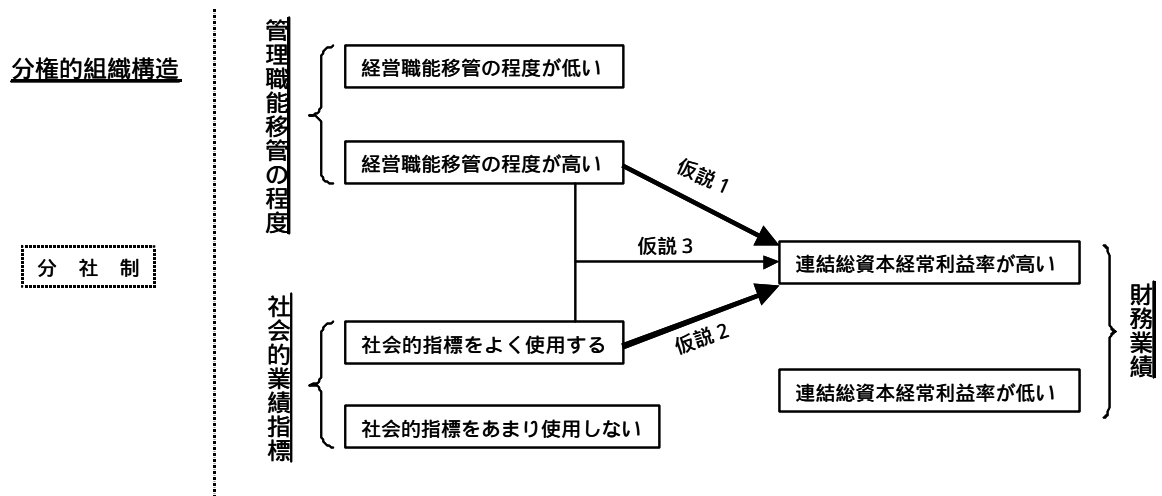 分権的組織構造
分社制
管理職能移管の程度
経営職能移管の程度が低い
経営職能移管の程度が高い
仮説1
仮説3
仮説2
社会的業績指標
社会的指標をよく使用する
社会的指標をあまり使用しない
連結総資本経常利益率が高い
連結総資本経常利益率が低い
財務業績